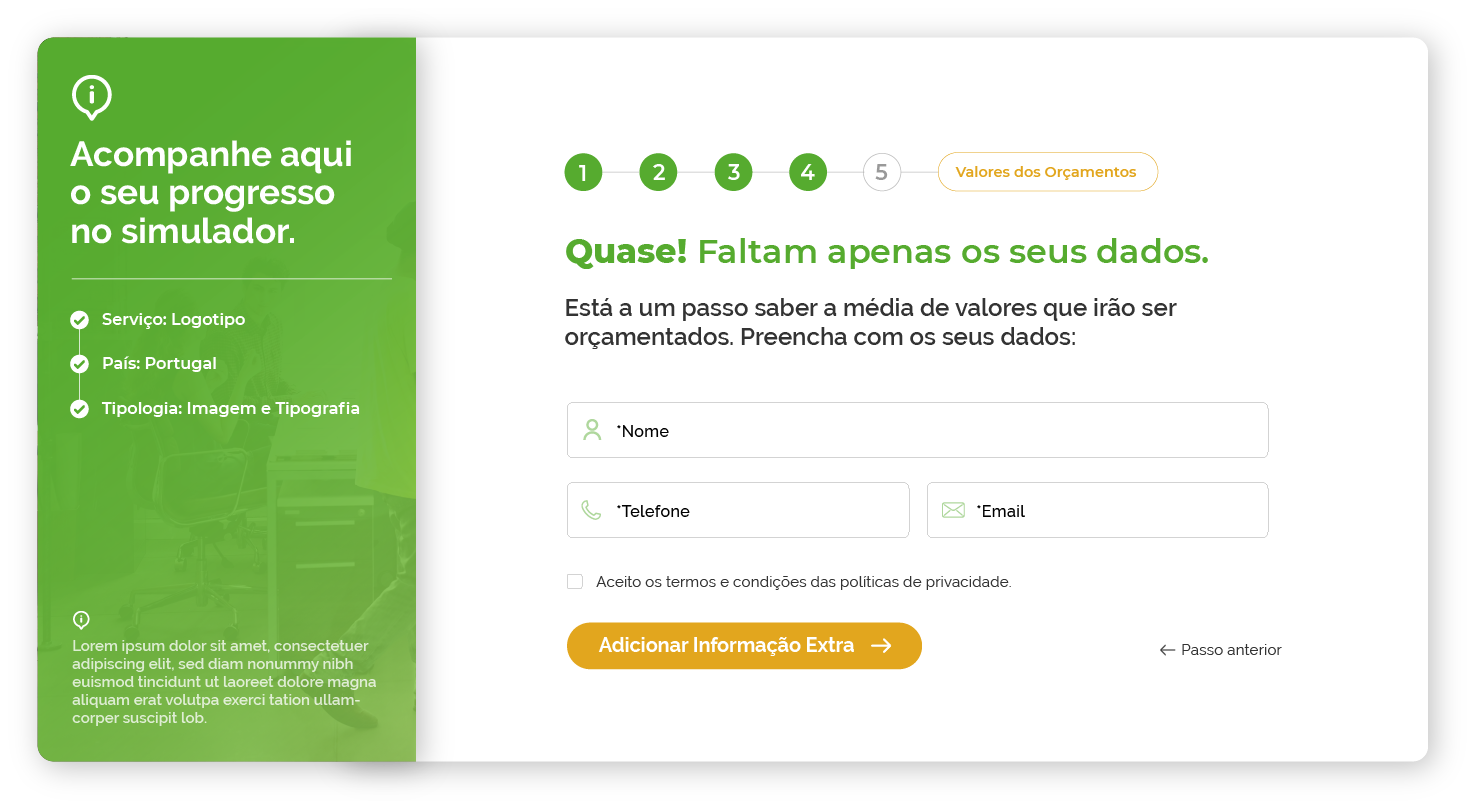 Acompanhe aqui
o seu progresso
no simulador.
Serviço: Logotipo
País: Portugal
Tipologia: Imagem e Tipografia
Lorem ipsum dolor sit amet, consectetuer
adipiscing elit, sed diam nonummy nibh
euismod tincidunt ut laoreet dolore magna
aliquam erat volutpa exerci tation ullam-
corper suscipit lob.
1 2 3 4 5 Valores dos Orçamentos
Quase! Faltam apenas os seus dados.
Está a um passo saber a média de valores que irão ser
orçamentados. Preencha com os seus dados:
*Nome
*Telefone *Email
Aceito os termos e condições das políticas de privacidade.
Adicionar Informação Extra → ← Passo anterior